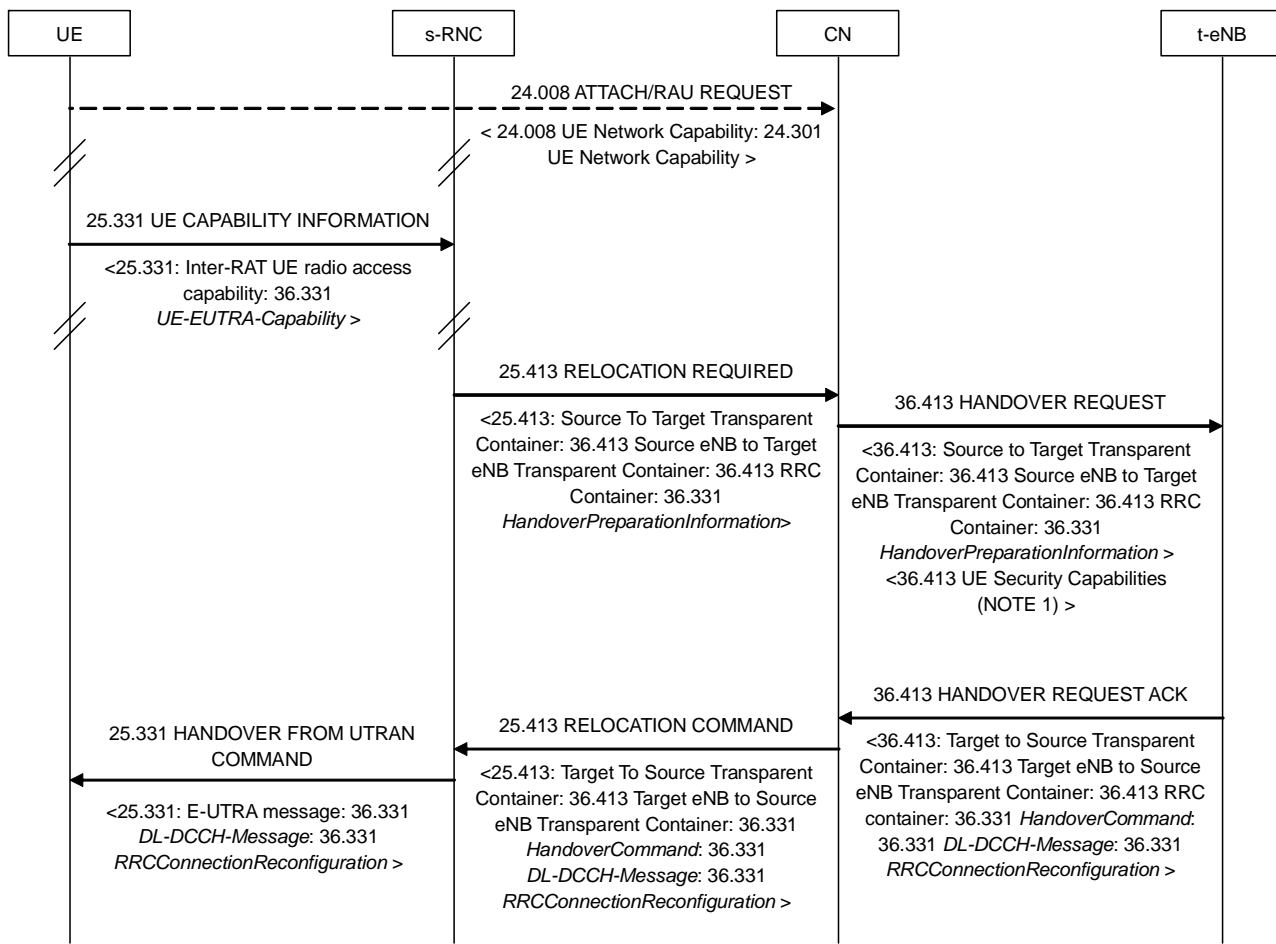 UE
s-RNC
CN
t-eNB
24.008 ATTACH/RAU REQUEST
< 24.008 UE Network Capability: 24.301
UE Network Capability >
25.331 UE CAPABILITY INFORMATION
<25.331: Inter-RAT UE radio access
capability: 36.331
UE-EUTRA-Capability >
25.413 RELOCATION REQUIRED
<25.413: Source To Target Transparent
Container: 36.413 Source eNB to Target
eNB Transparent Container: 36.413 RRC
Container: 36.331
HandoverPreparationInformation>
36.413 HANDOVER REQUEST
<36.413: Source to Target Transparent
Container: 36.413 Source eNB to Target
eNB Transparent Container: 36.413 RRC
Container: 36.331
HandoverPreparationInformation >
<36.413 UE Security Capabilities
(NOTE 1) >
36.413 HANDOVER REQUEST ACK
<36.413: Target to Source Transparent
Container: 36.413 Target eNB to Source
eNB Transparent Container: 36.413 RRC
container: 36.331 HandoverCommand:
36.331 DL-DCCH-Message: 36.331
RRCConnectionReconfiguration >
25.413 RELOCATION COMMAND
<25.413: Target To Source Transparent
Container: 36.413 Target eNB to Source
eNB Transparent Container: 36.331
HandoverCommand: 36.331
DL-DCCH-Message: 36.331
RRCConnectionReconfiguration >
25.331 HANDOVER FROM UTRAN
COMMAND
<25.331: E-UTRA message: 36.331
DL-DCCH-Message: 36.331
RRCConnectionReconfiguration >